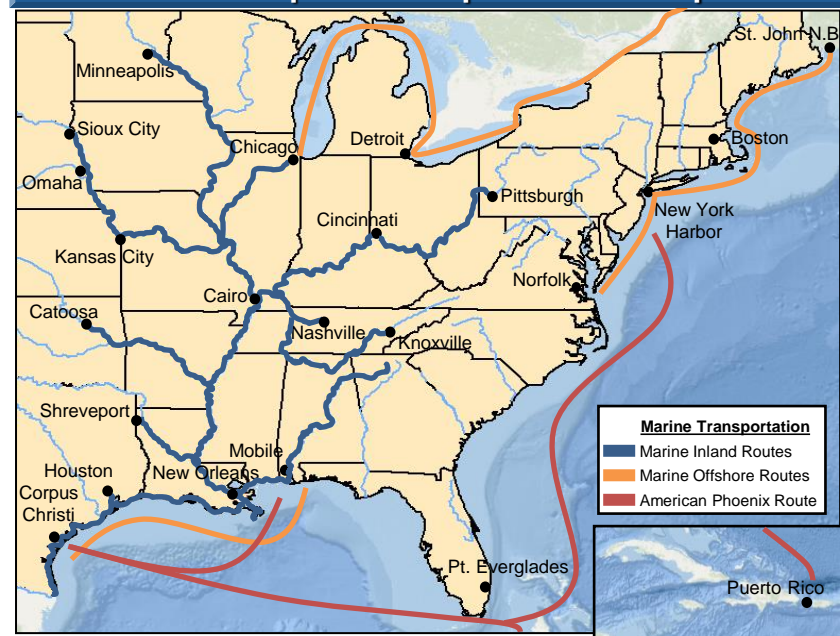 St. John N.B
Minneapolis
Sioux City
Chicago
Detroit
Boston
Omaha
Pittsburgh
New York
Harbor
Cincinnati
Kansas City
Norfolk
Cairo
Catoosa
Nashville
Knoxville
Shreveport
Marine Transportation
Marine Inland Routes
Marine Offshore Routes
American Phoenix Route
Mobile
New Orleans
Houston
Corpus
Christi
Pt. Everglades
Puerto Rico